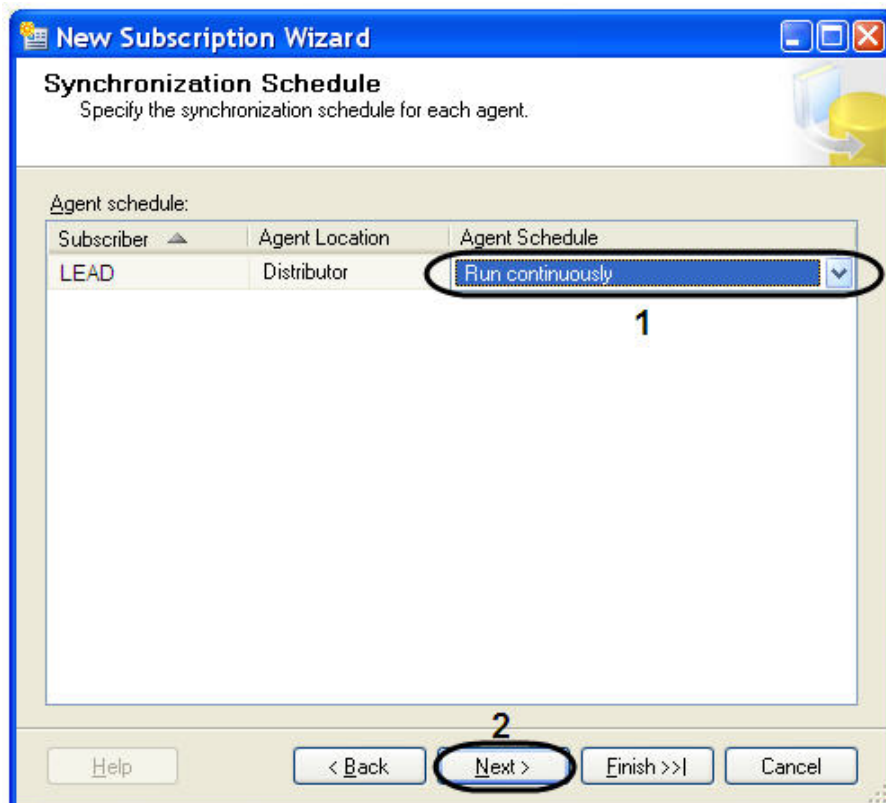 New Subscription Wizard
Synchronization Schedule
Specify the synchronization schedule for each agent.
Agent schedule:
Subscriber Agent Location Agent Schedule
LEAD Distributor Run continuously
1
2
Help < Back Next > Finish >>| Cancel